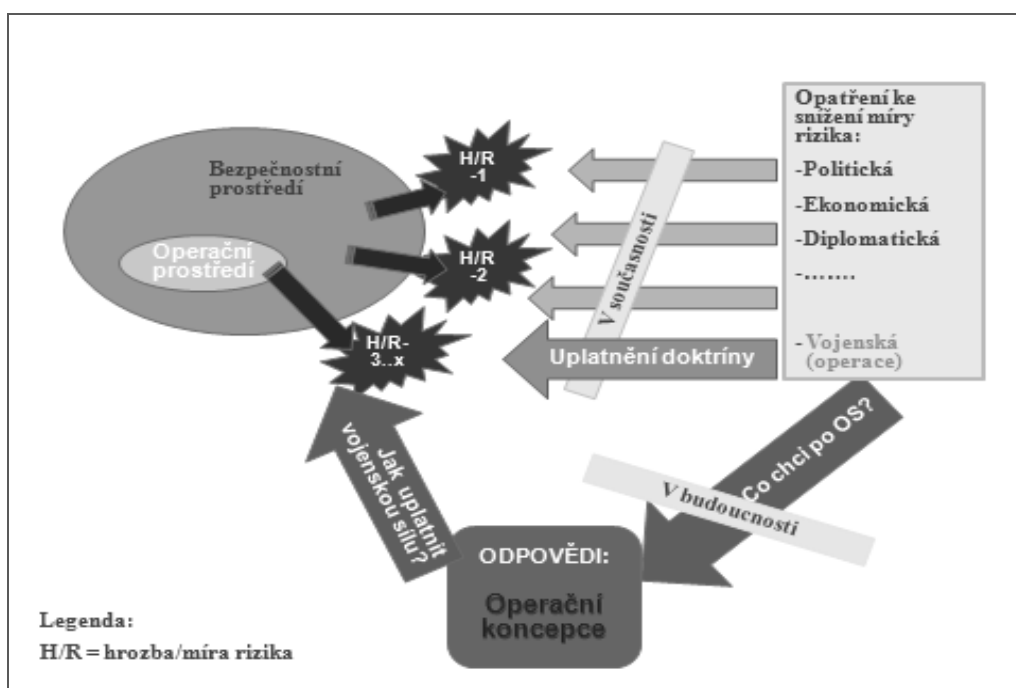 Bezpečnostní
prostředí
Operační
prostředí
H/R
-1
H/R
-2
H/R-
3..x
V současnosti
Opatření ke
snížení míry
rizika:
-Politická
-Ekonomická
-Diplomatická
-…….
- Vojenská
(operace)
Uplatnění doktríny
Co chci po OS?
V budoucnosti
Jak uplatnit
vojenskou sílu?
ODPOVĚDI:
Operační
koncepce
Legenda:
H/R = hrozba/míra rizika